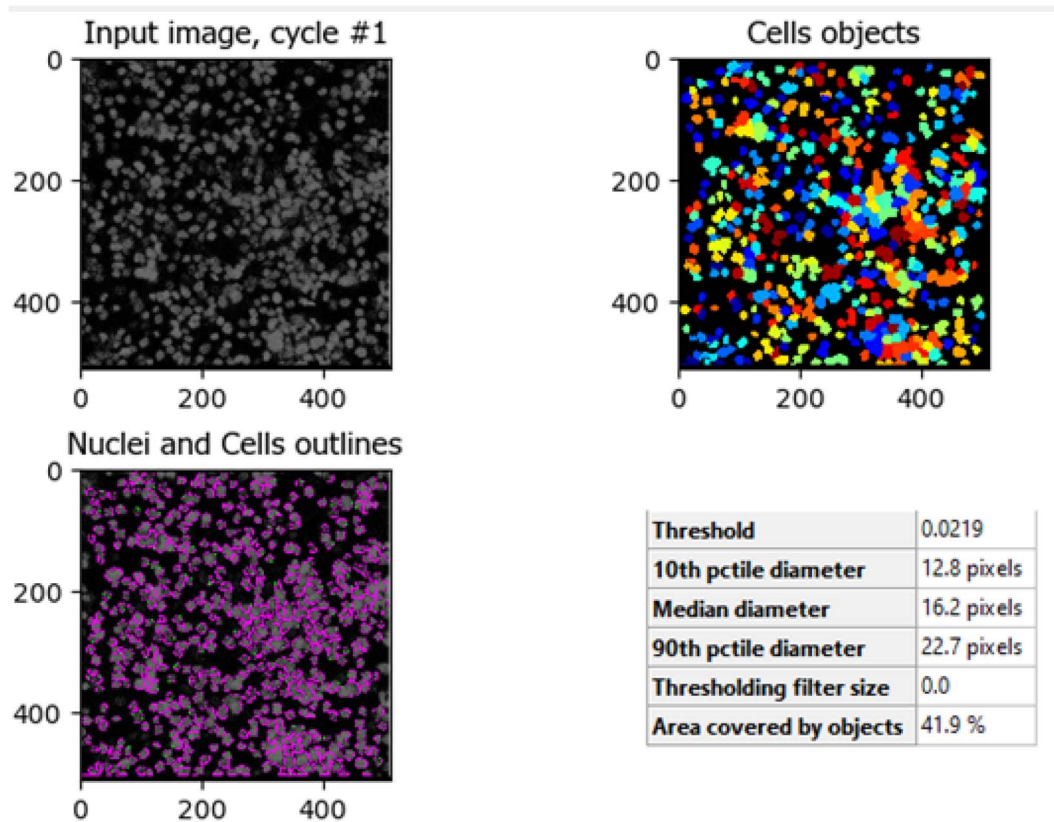 Input image, cycle #1
0
200
400
0 200 400
Cells objects
0
200
400
0 200 400
Nuclei and Cells outlines
0
200
400
0 200 400
Threshold 0.0219
10th pctile diameter 12.8 pixels
Median diameter 16.2 pixels
90th pctile diameter 22.7 pixels
Thresholding filter size 0.0
Area covered by objects 41.9 %